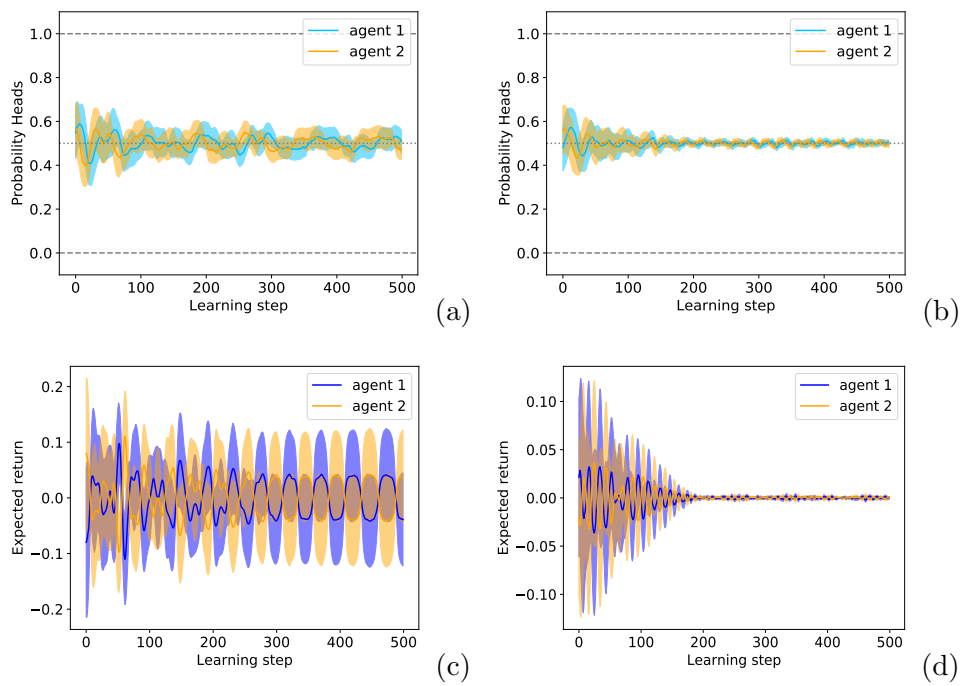 1.0
0.8
0.6
0.4
0.2
0.0
Probability Heads
0 100 200 300 400 500
Learning step
agent 1
agent 2
(a)
1.0
0.8
0.6
0.4
0.2
0.0
Probability Heads
0 100 200 300 400 500
Learning step
agent 1
agent 2
(b)
0.2
0.1
0.0
−0.1
−0.2
Expected return
0 100 200 300 400 500
Learning step
agent 1
agent 2
(c)
0.10
0.05
0.00
−0.05
−0.10
Expected return
0 100 200 300 400 500
Learning step
agent 1
agent 2
(d)